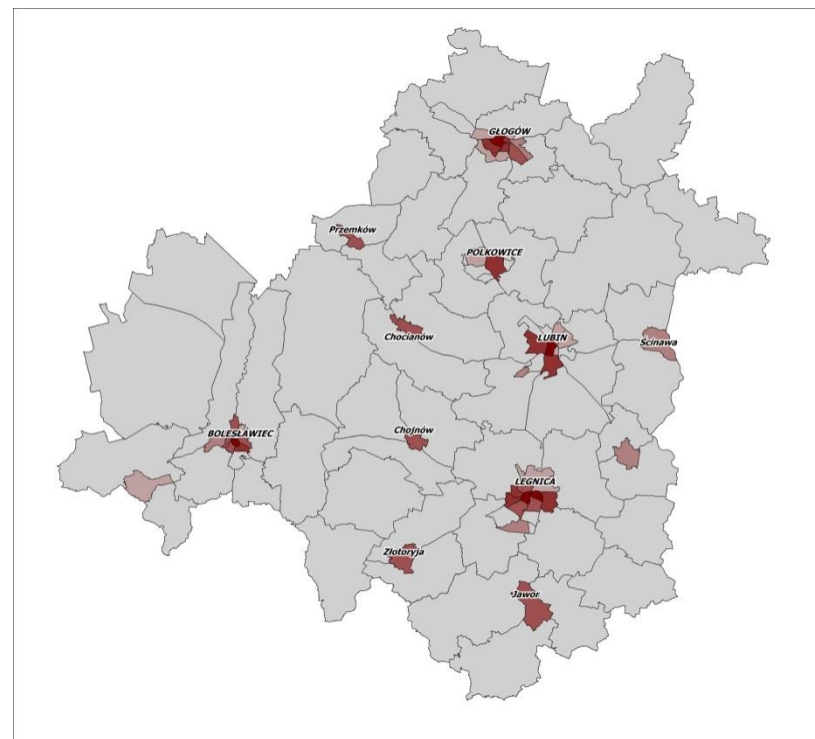 GŁOGÓW
Przemków
POLKOWICE
Chocianów
LUBIN
Ścinawa
BOLESŁAWIEC
Chojnów
LEGNICA
Złotoryja
Jawor